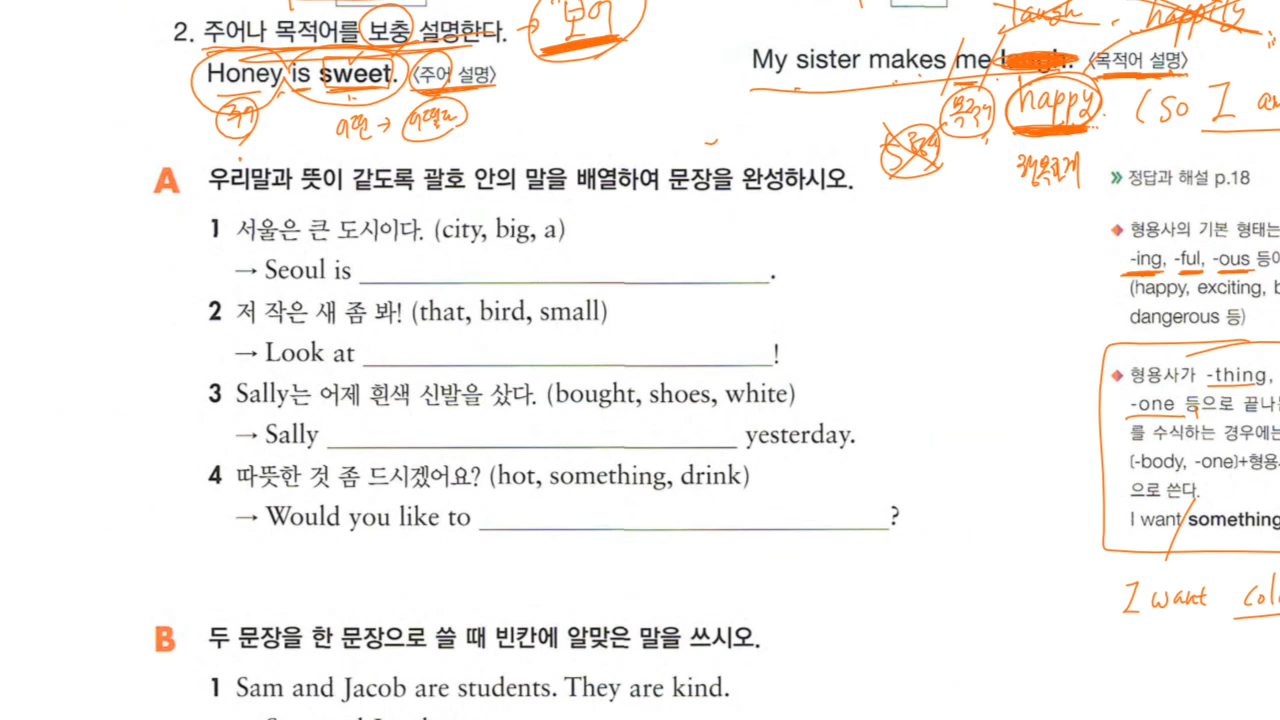 2. 주어나 목적어를 보충 설명한다. → "보어
laugh. happily
Honey is sweet. 〈주어 설명〉
My sister makes me laugh. 〈목적어 설명〉
주어
어떤 → 어떻다
목적어
happy (so I am
행복하게
A 우리말과 뜻이 같도록 괄호 안의 말을 배열하여 문장을 완성하시오.
» 정답과 해설 p.18
1 서울은 큰 도시이다. (city, big, a)
→ Seoul is .
2 저 작은 새 좀 봐! (that, bird, small)
→ Look at !
3 Sally는 어제 흰색 신발을 샀다. (bought, shoes, white)
→ Sally yesterday.
4 따뜻한 것 좀 드시겠어요? (hot, something, drink)
→ Would you like to ?
형용사의 기본 형태는
-ing, -ful, -ous 등이
(happy, exciting, b
dangerous 등)
형용사가 -thing,
-one 등으로 끝나는
를 수식하는 경우에는
(-body, -one)+형용
으로 쓴다.
I want something
I want col
B 두 문장을 한 문장으로 쓸 때 빈칸에 알맞은 말을 쓰시오.
1 Sam and Jacob are students. They are kind.